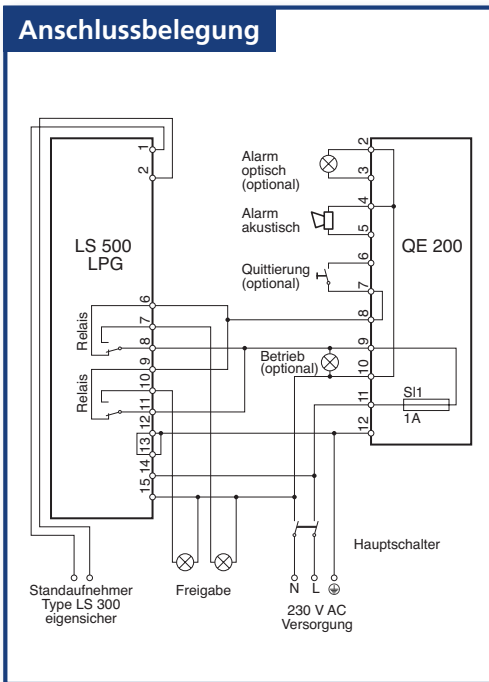 Anschlussbelegung
1
2
LS 500
LPG
Relais
6
7
8
9
Relais
10
11
12
13
14
15
Alarm
optisch
(optional)
Alarm
akustisch
Quittierung
(optional)
Betrieb
(optional)
2
3
4
5
6
7
8
9
10
11
12
QE 200
SI1
1A
Hauptschalter
Standaufnehmer
Type LS 300
eigensicher
Freigabe
N L
230 V AC
Versorgung